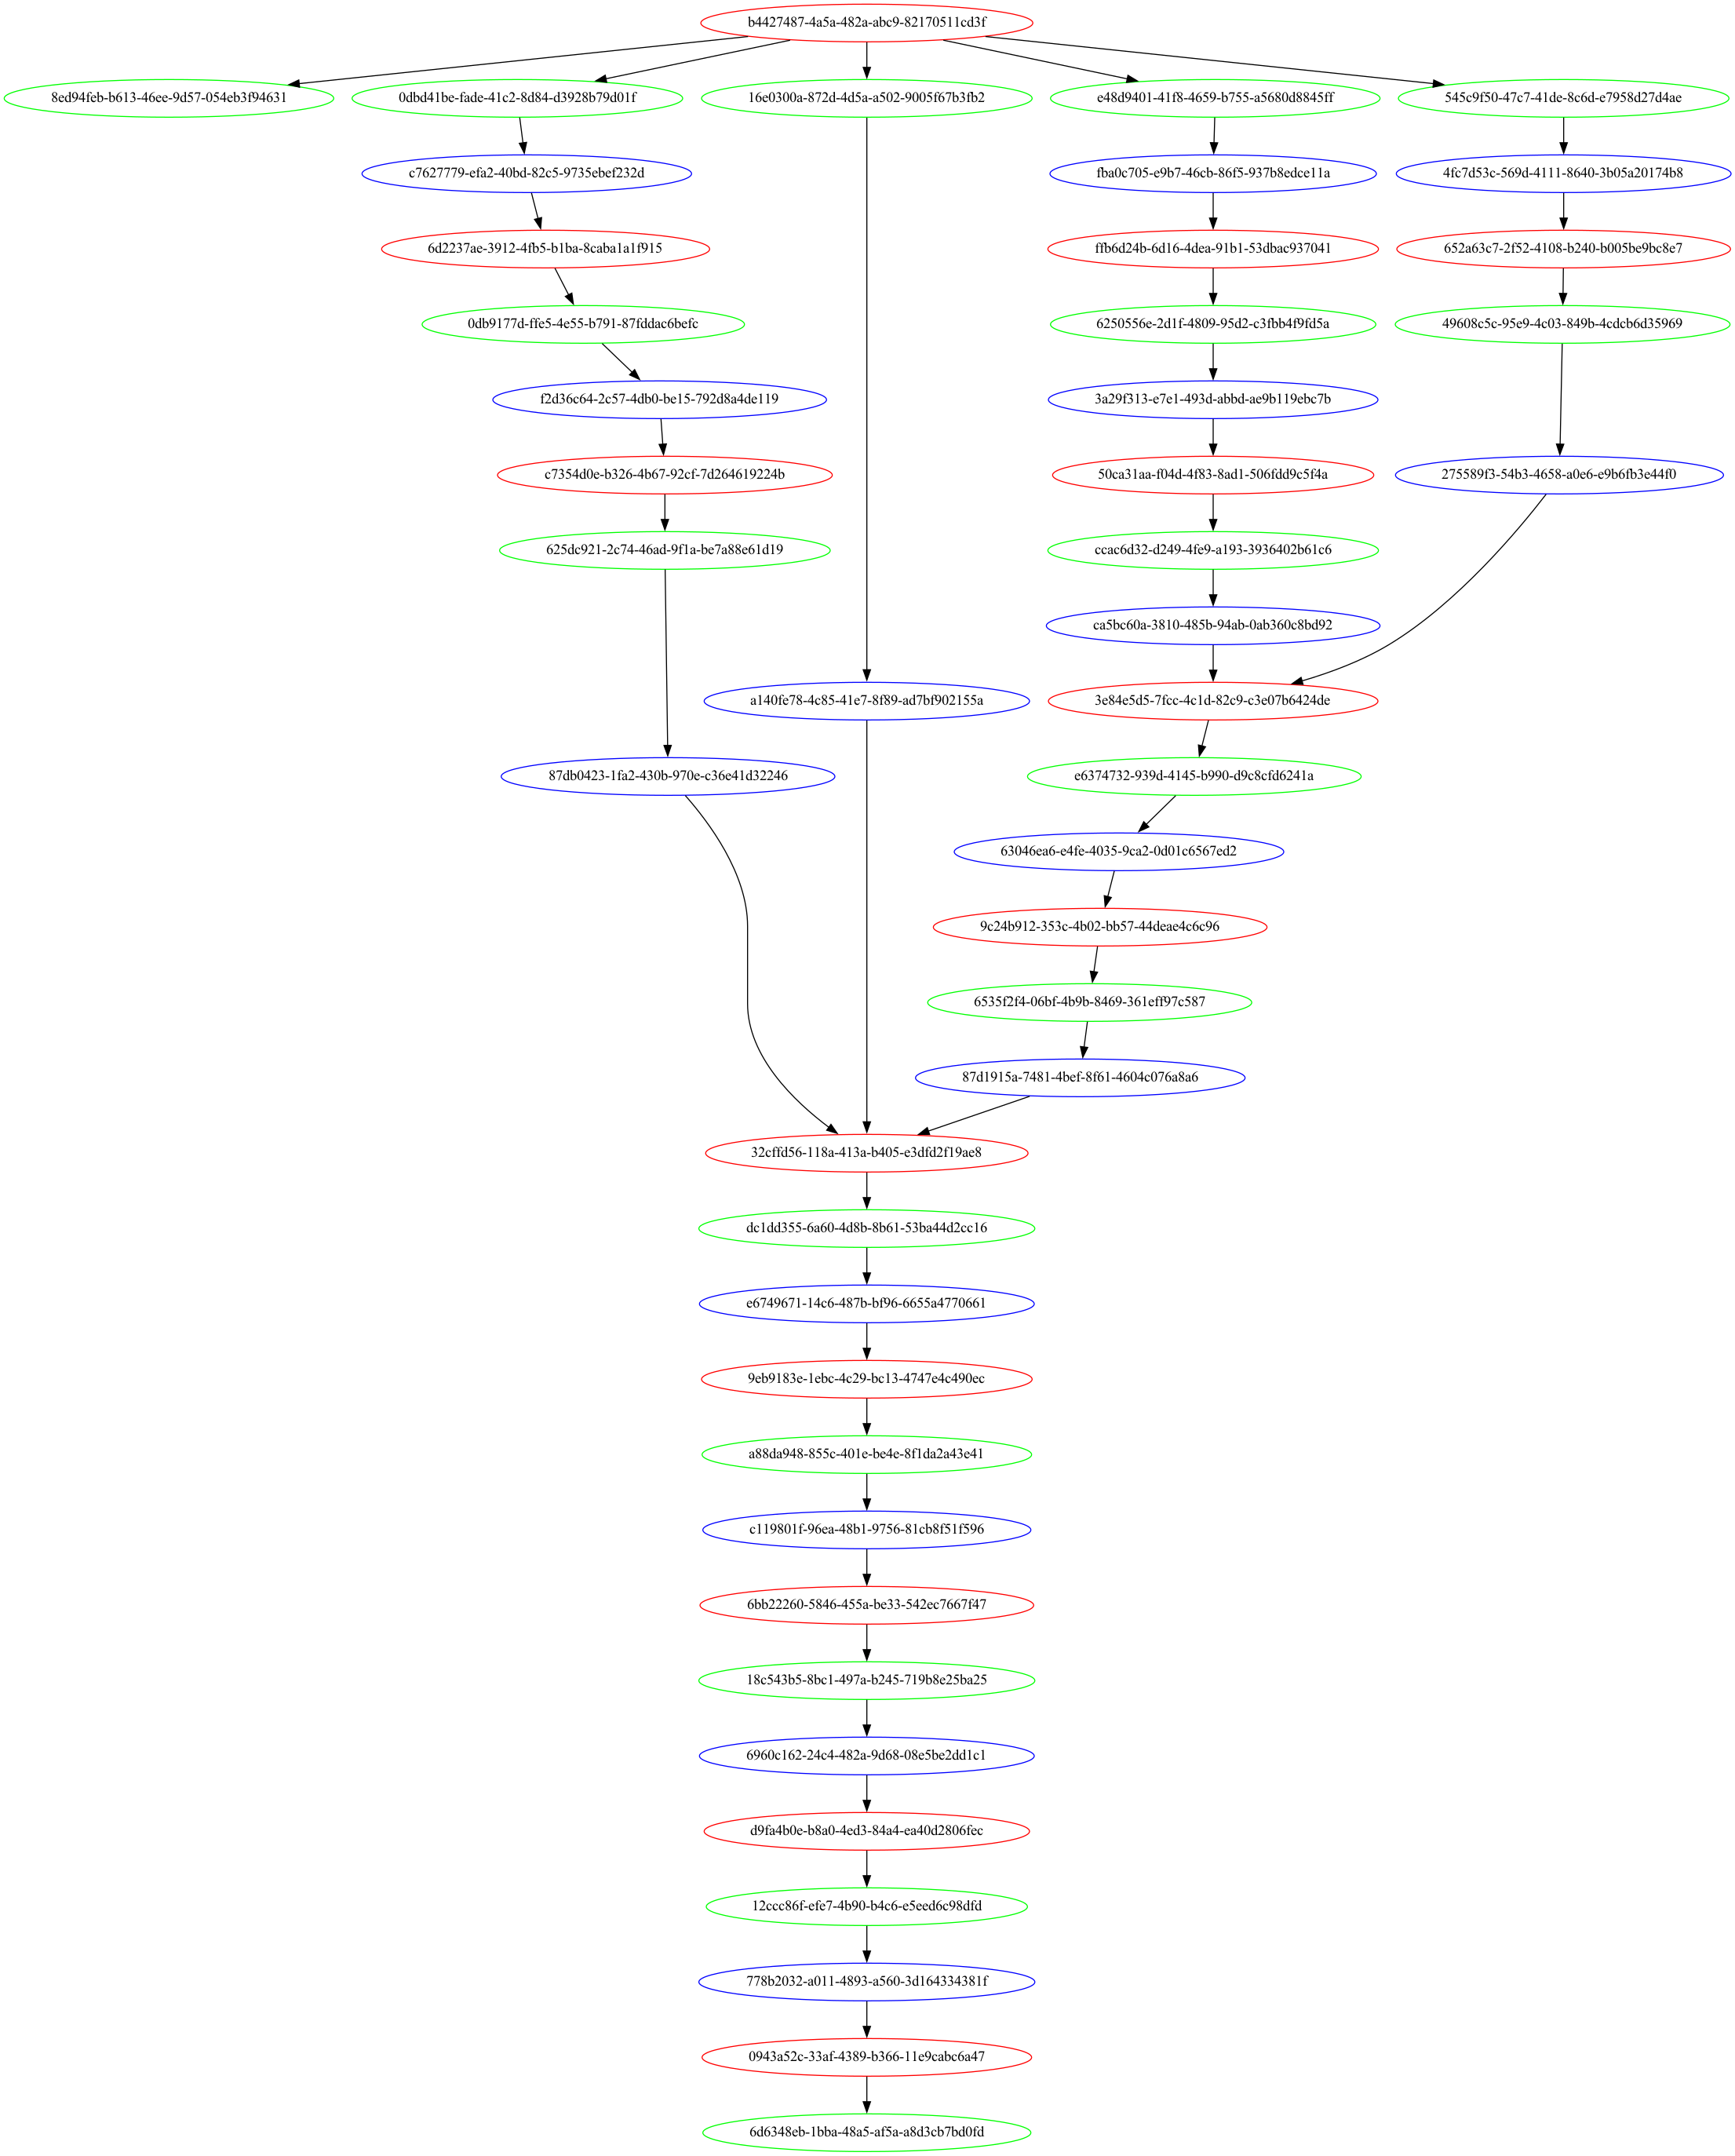 b4427487-4a5a-482a-abc9-82170511cd3f
8ed94feb-b613-46ee-9d57-054eb3f94631
0dbd41be-fade-41c2-8d84-d3928b79d01f
16e0300a-872d-4d5a-a502-9005f67b3fb2
e48d9401-41f8-4659-b755-a5680d8845ff
545c9f50-47c7-41de-8c6d-e7958d27d4ae
c7627779-efa2-40bd-82c5-9735ebef232d
fba0c705-e9b7-46cb-86f5-937b8edce11a
4fc7d53c-569d-4111-8640-3b05a20174b8
6d2237ae-3912-4fb5-b1ba-8caba1a1f915
ffb6d24b-6d16-4dea-91b1-53dbac937041
652a63c7-2f52-4108-b240-b005be9bc8e7
0db9177d-ffe5-4e55-b791-87fddac6befc
6250556e-2d1f-4809-95d2-c3fbb4f9fd5a
49608c5c-95e9-4c03-849b-4cdcb6d35969
f2d36c64-2c57-4db0-be15-792d8a4de119
3a29f313-e7e1-493d-abbd-ae9b119ebc7b
c7354d0e-b326-4b67-92cf-7d264619224b
50ca31aa-f04d-4f83-8ad1-506fdd9c5f4a
275589f3-54b3-4658-a0e6-e9b6fb3e44f0
625dc921-2c74-46ad-9f1a-be7a88e61d19
ccac6d32-d249-4fe9-a193-3936402b61c6
ca5bc60a-3810-485b-94ab-0ab360c8bd92
a140fe78-4c85-41e7-8f89-ad7bf902155a
3e84e5d5-7fcc-4c1d-82c9-c3e07b6424de
87db0423-1fa2-430b-970e-c36e41d32246
e6374732-939d-4145-b990-d9c8cfd6241a
63046ea6-e4fe-4035-9ca2-0d01c6567ed2
9c24b912-353c-4b02-bb57-44deae4c6c96
6535f2f4-06bf-4b9b-8469-361eff97c587
87d1915a-7481-4bef-8f61-4604c076a8a6
32cffd56-118a-413a-b405-e3dfd2f19ae8
dc1dd355-6a60-4d8b-8b61-53ba44d2cc16
e6749671-14c6-487b-bf96-6655a4770661
9eb9183e-1ebc-4c29-bc13-4747e4c490ec
a88da948-855c-401e-be4e-8f1da2a43e41
c119801f-96ea-48b1-9756-81cb8f51f596
6bb22260-5846-455a-be33-542ec7667f47
18c543b5-8bc1-497a-b245-719b8e25ba25
6960c162-24c4-482a-9d68-08e5be2dd1c1
d9fa4b0e-b8a0-4ed3-84a4-ea40d2806fec
12ccc86f-efe7-4b90-b4c6-e5eed6c98dfd
778b2032-a011-4893-a560-3d164334381f
0943a52c-33af-4389-b366-11e9cabc6a47
6d6348eb-1bba-48a5-af5a-a8d3cb7bd0fd